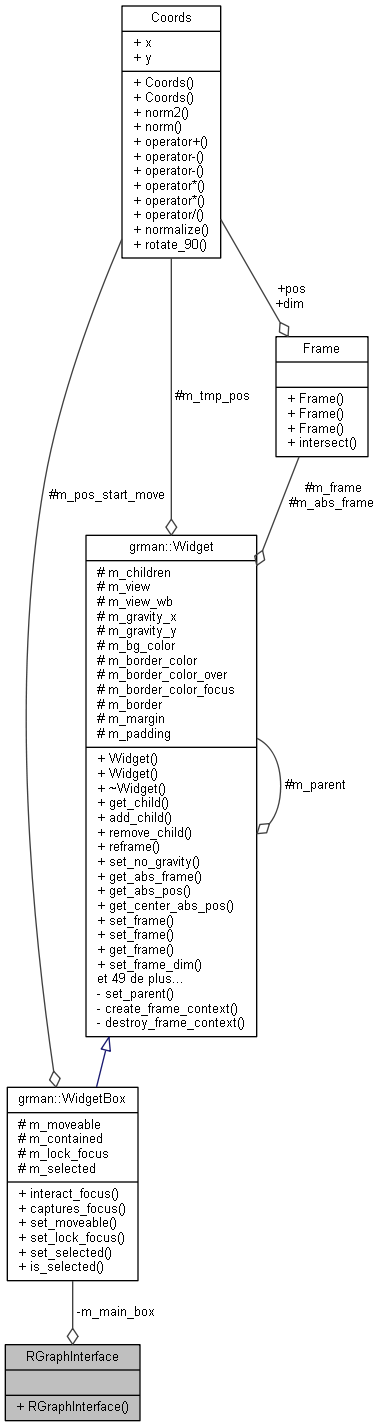 Coords
+ x
+ y
+ Coords()
+ Coords()
+ norm2()
+ norm()
+ operator+()
+ operator-()
+ operator-()
+ operator*()
+ operator*()
+ operator/()
+ normalize()
+ rotate_90()
+pos
+dim
Frame
+ Frame()
+ Frame()
+ Frame()
+ intersect()
#m_tmp_pos
#m_frame
#m_abs_frame
#m_pos_start_move
grman::Widget
# m_children
# m_view
# m_view_wb
# m_gravity_x
# m_gravity_y
# m_bg_color
# m_border_color
# m_border_color_over
# m_border_color_focus
# m_border
# m_margin
# m_padding
+ Widget()
+ Widget()
+ ~Widget()
+ get_child()
+ add_child()
+ remove_child()
+ reframe()
+ set_no_gravity()
+ get_abs_frame()
+ get_abs_pos()
+ get_center_abs_pos()
+ set_frame()
+ set_frame()
+ get_frame()
+ set_frame_dim()
et 49 de plus...
- set_parent()
- create_frame_context()
- destroy_frame_context()
#m_parent
grman::WidgetBox
# m_moveable
# m_contained
# m_lock_focus
# m_selected
+ interact_focus()
+ captures_focus()
+ set_moveable()
+ set_lock_focus()
+ set_selected()
+ is_selected()
-m_main_box
RGraphInterface
+ RGraphInterface()